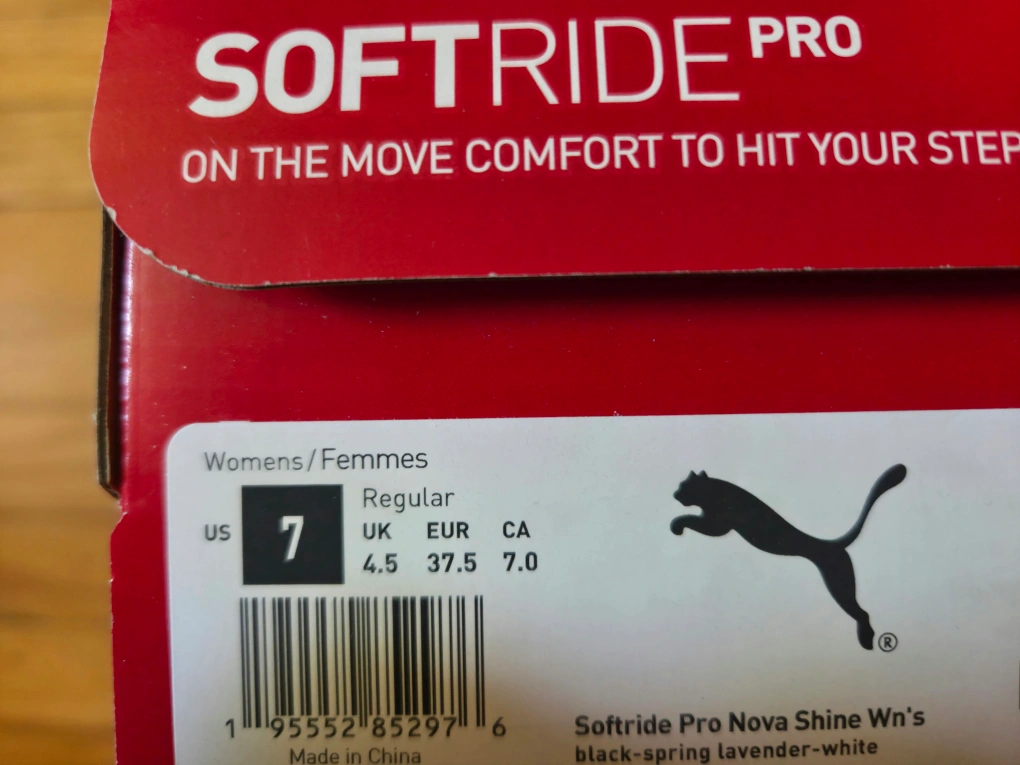 SOFTRIDE PRO
ON THE MOVE COMFORT TO HIT YOUR STEP
Womens/Femmes
US 7
Regular
UK EUR CA
4.5 37.5 7.0
1 95552 85297 6
Made in China
®
Softride Pro Nova Shine Wn's
black-spring lavender-white